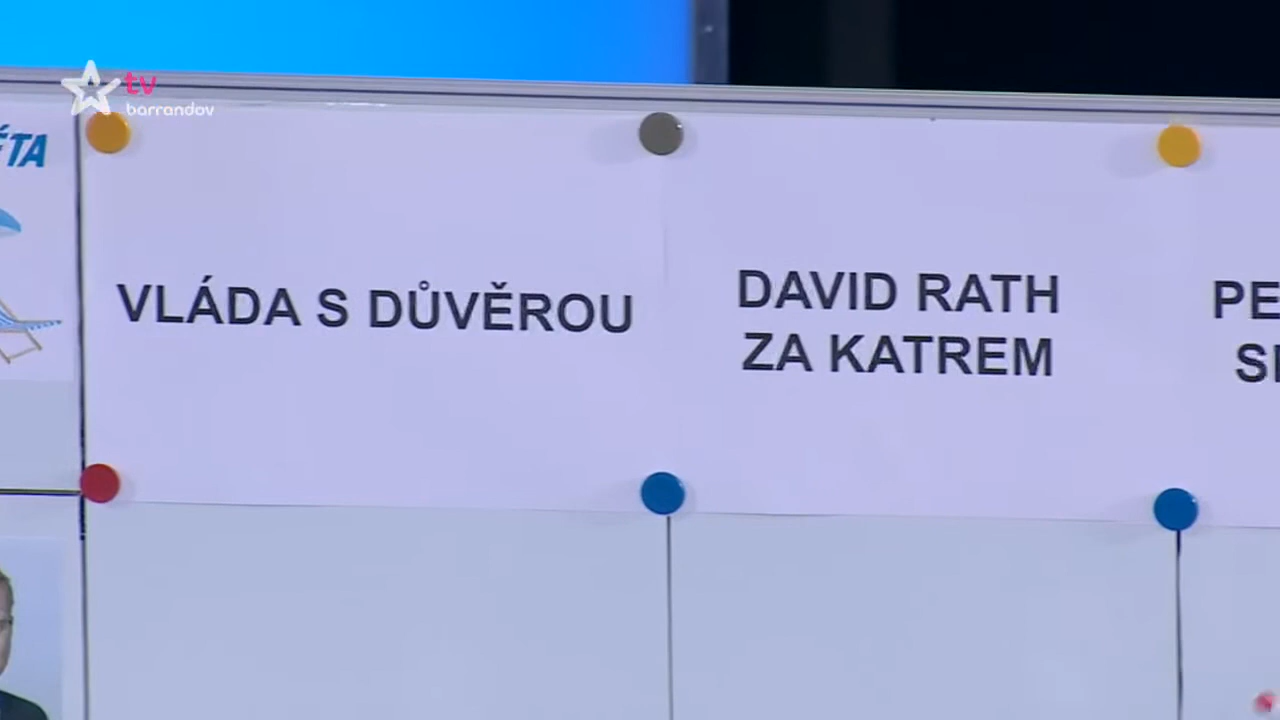 tv
barrandov
VLÁDA S DŮVĚROU
DAVID RATH
ZA KATREM